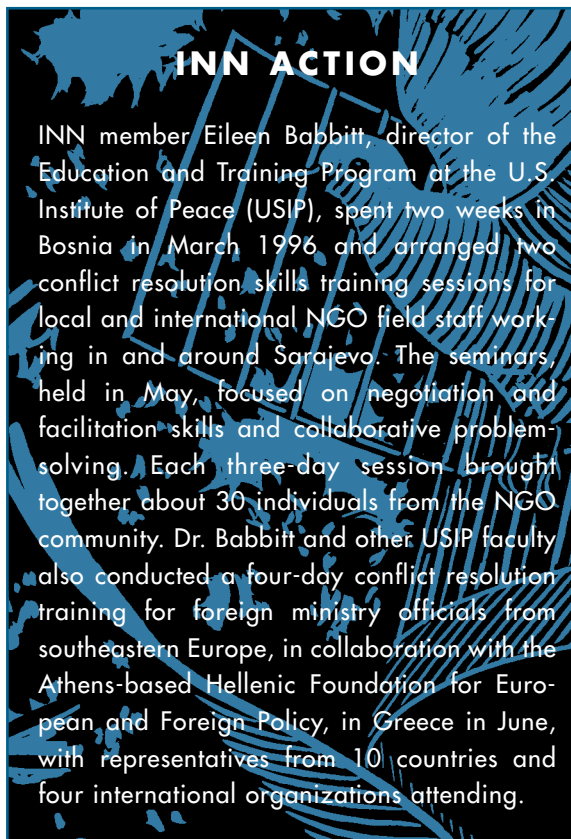 INN ACTION
INN member Eileen Babbitt, director of the
Education and Training Program at the U.S.
Institute of Peace (USIP), spent two weeks in
Bosnia in March 1996 and arranged two
conflict resolution skills training sessions for
local and international NGO field staff work-
ing in and around Sarajevo. The seminars,
held in May, focused on negotiation and
facilitation skills and collaborative problem-
solving. Each three-day session brought
together about 30 individuals from the NGO
community. Dr. Babbitt and other USIP faculty
also conducted a four-day conflict resolution
training for foreign ministry officials from
southeastern Europe, in collaboration with the
Athens-based Hellenic Foundation for Euro-
pean and Foreign Policy, in Greece in June,
with representatives from 10 countries and
four international organizations attending.